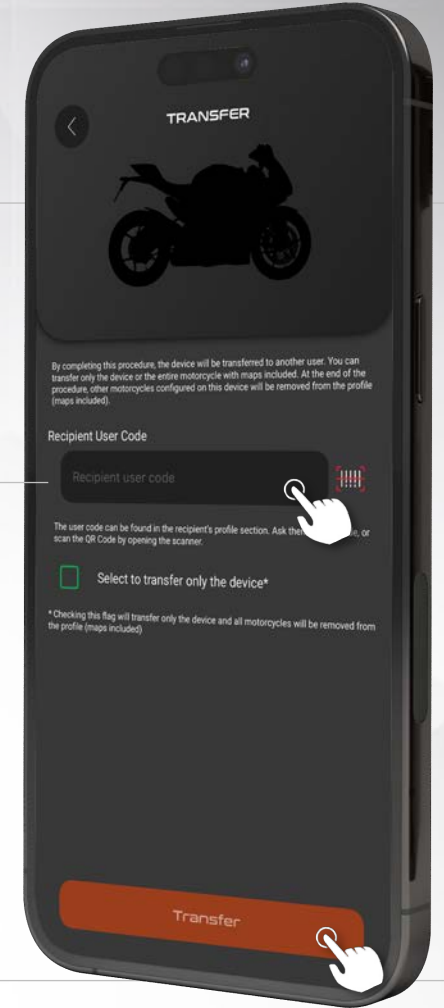 TRANSFER
By completing this procedure, the device will be transferred to another user. You can
transfer only the device or the entire motorcycle with maps included. At the end of the
procedure, other motorcycles configured on this device will be removed from the profile
(maps included).
Recipient User Code
Recipient user code
The user code can be found in the recipient's profile section. Ask or
scan the QR Code by opening the scanner.
Select to transfer only the device*
* Checking this flag will transfer only the device and all motorcycles will be removed from
the profile (maps included)
Transfer